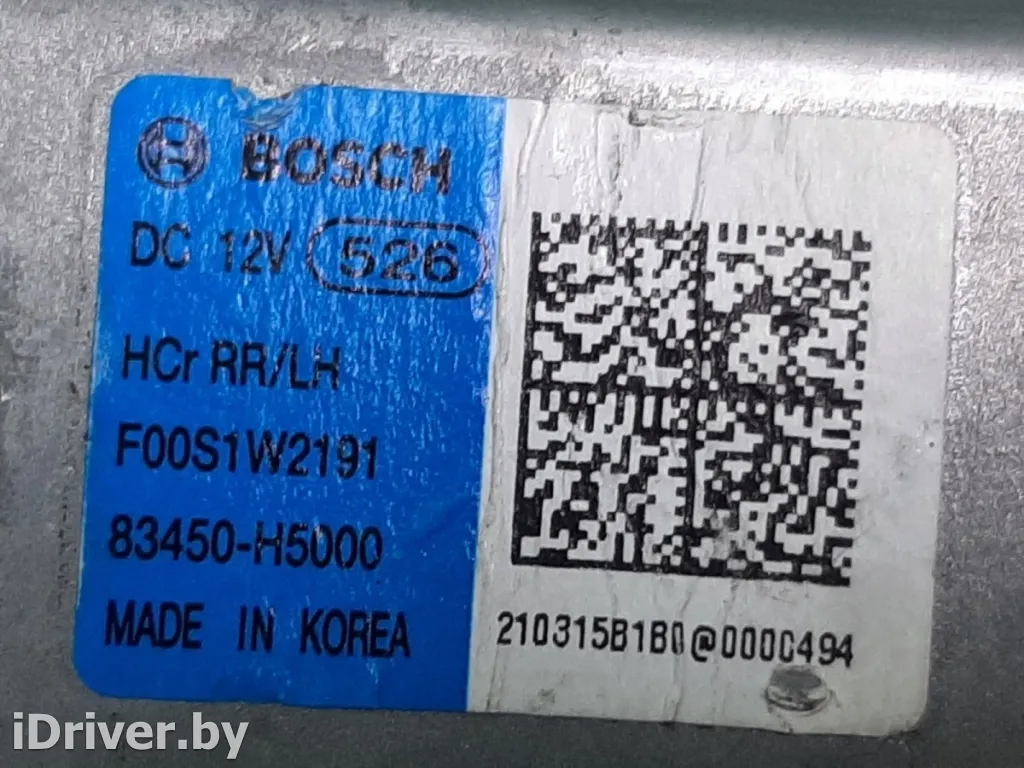 BOSCH
DC 12V 526
HCr RR/LH
F00S1W2191
83450-H5000
MADE IN KOREA
210315B1B0@0000494
iDriver.by